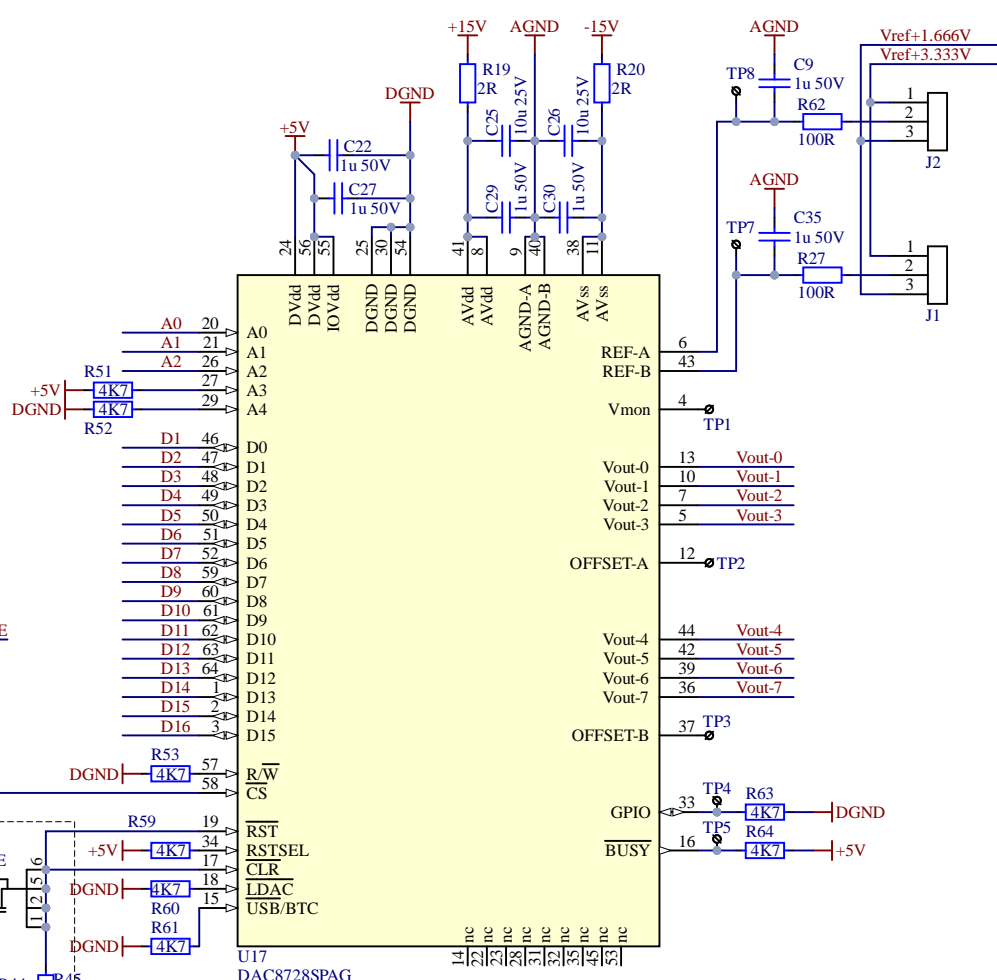 +15V AGND -15V AGND
Vref+1.666V
Vref+3.333V
R19 2R
R20 2R
C25 10u 25V
C26 10u 25V
TP8
C9
1u 50V
R62
100R
1
2
3
J2
DGND
+5V
C22
1u 50V
C27
1u 50V
C29 1u 50V
C30 1u 50V
AGND
TP7
C35
1u 50V
R27
100R
1
2
3
J1
24 56 55 25 30 54 41 8 9 40 38 11
DVdd DVdd IOVdd DGND DGND DGND AVdd AVdd AGND-A AGND-B AVss AVss
A0 20 A0
A1 21 A1
A2 26 A2
R51
+5V 4K7 27 A3
DGND 4K7 29 A4
R52
REF-A 6
REF-B 43
Vmon 4
TP1
D1 46 D0
D2 47 D1
D3 48 D2
D4 49 D3
D5 50 D4
D6 51 D5
D7 52 D6
D8 59 D7
D9 60 D8
D10 61 D9
D11 62 D10
D12 63 D11
D13 64 D12
D14 1 D13
D15 2 D14
D16 3 D15
Vout-0 13 Vout-0
Vout-1 10 Vout-1
Vout-2 7 Vout-2
Vout-3 5 Vout-3
OFFSET-A 12 TP2
Vout-4 44 Vout-4
Vout-5 42 Vout-5
Vout-6 39 Vout-6
Vout-7 36 Vout-7
OFFSET-B 37 TP3
E
R53
DGND 4K7 57 R/W
58 CS
TP4
GPIO 33 R63 4K7 DGND
TP5
BUSY 16 R64 4K7 +5V
R59
19 RST
+5V 4K7 34 RSTSEL
17 CLR
DGND 4K7 18 LDAC
R60
15 USB/BTC
R61
DGND 4K7
E
6
5
2
1
R45
14 nc 22 nc 23 nc 28 nc 31 nc 32 nc 35 nc 45 nc 53 nc
U17
DAC8728SPAG